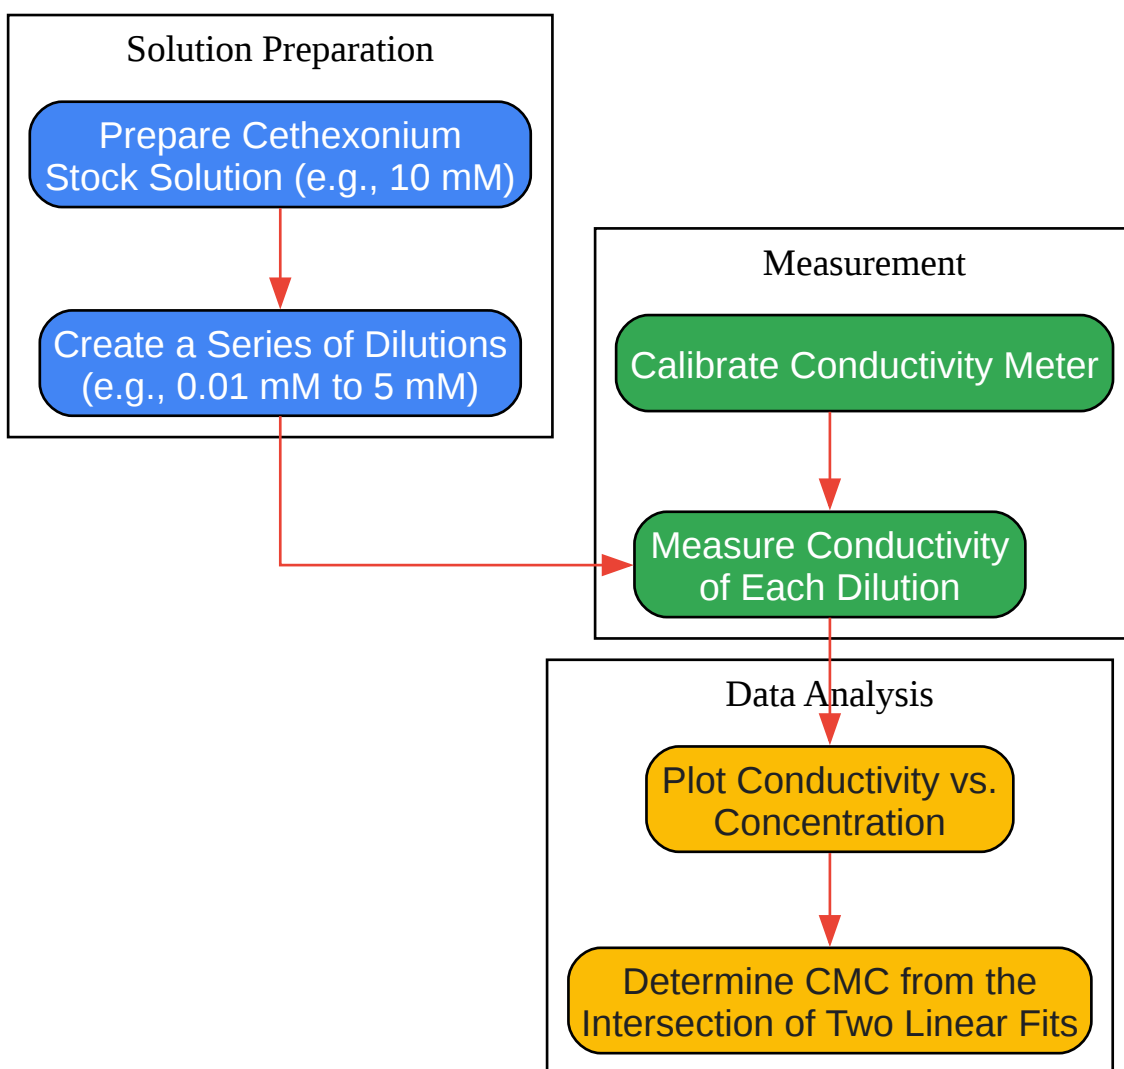 Solution Preparation
Prepare Cethexonium
Stock Solution (e.g., 10 mM)
Create a Series of Dilutions
(e.g., 0.01 mM to 5 mM)
Measurement
Calibrate Conductivity Meter
Measure Conductivity
of Each Dilution
Data Analysis
Plot Conductivity vs.
Concentration
Determine CMC from the
Intersection of Two Linear Fits